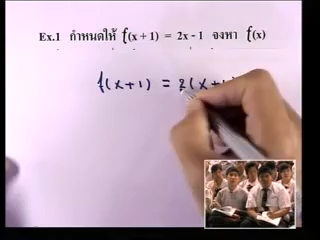 Ex.1 กำหนดให้ f(x + 1) = 2x - 1 จงหา f(x)
f(x+1) = 2(x+1)